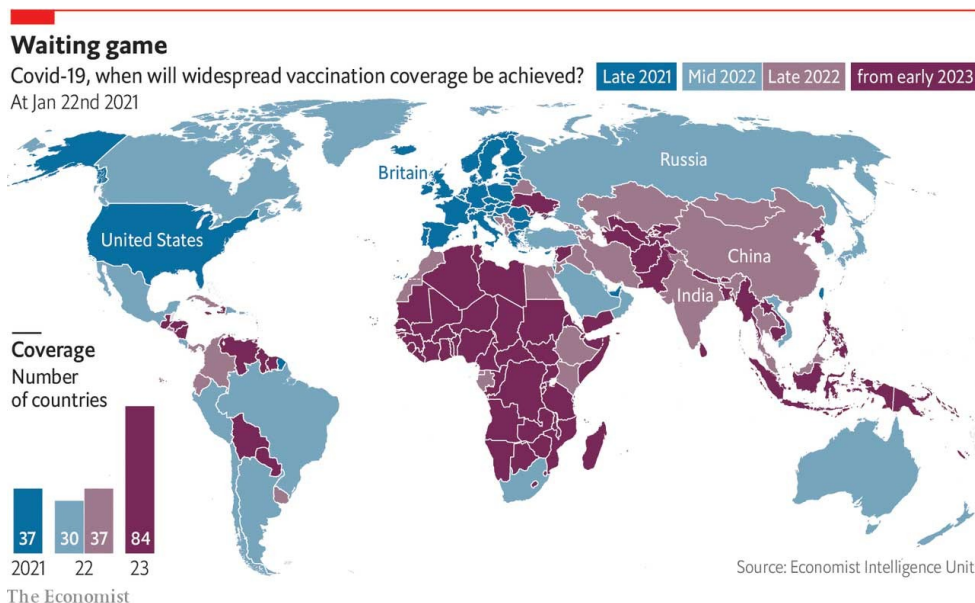 Waiting game
Covid-19, when will widespread vaccination coverage be achieved? Late 2021 Mid 2022 Late 2022 from early 2023
At Jan 22nd 2021
Russia
Britain
United States
China
India
Coverage
Number
of countries
37 30 37 84
2021 22 23
Source: Economist Intelligence Unit
The Economist